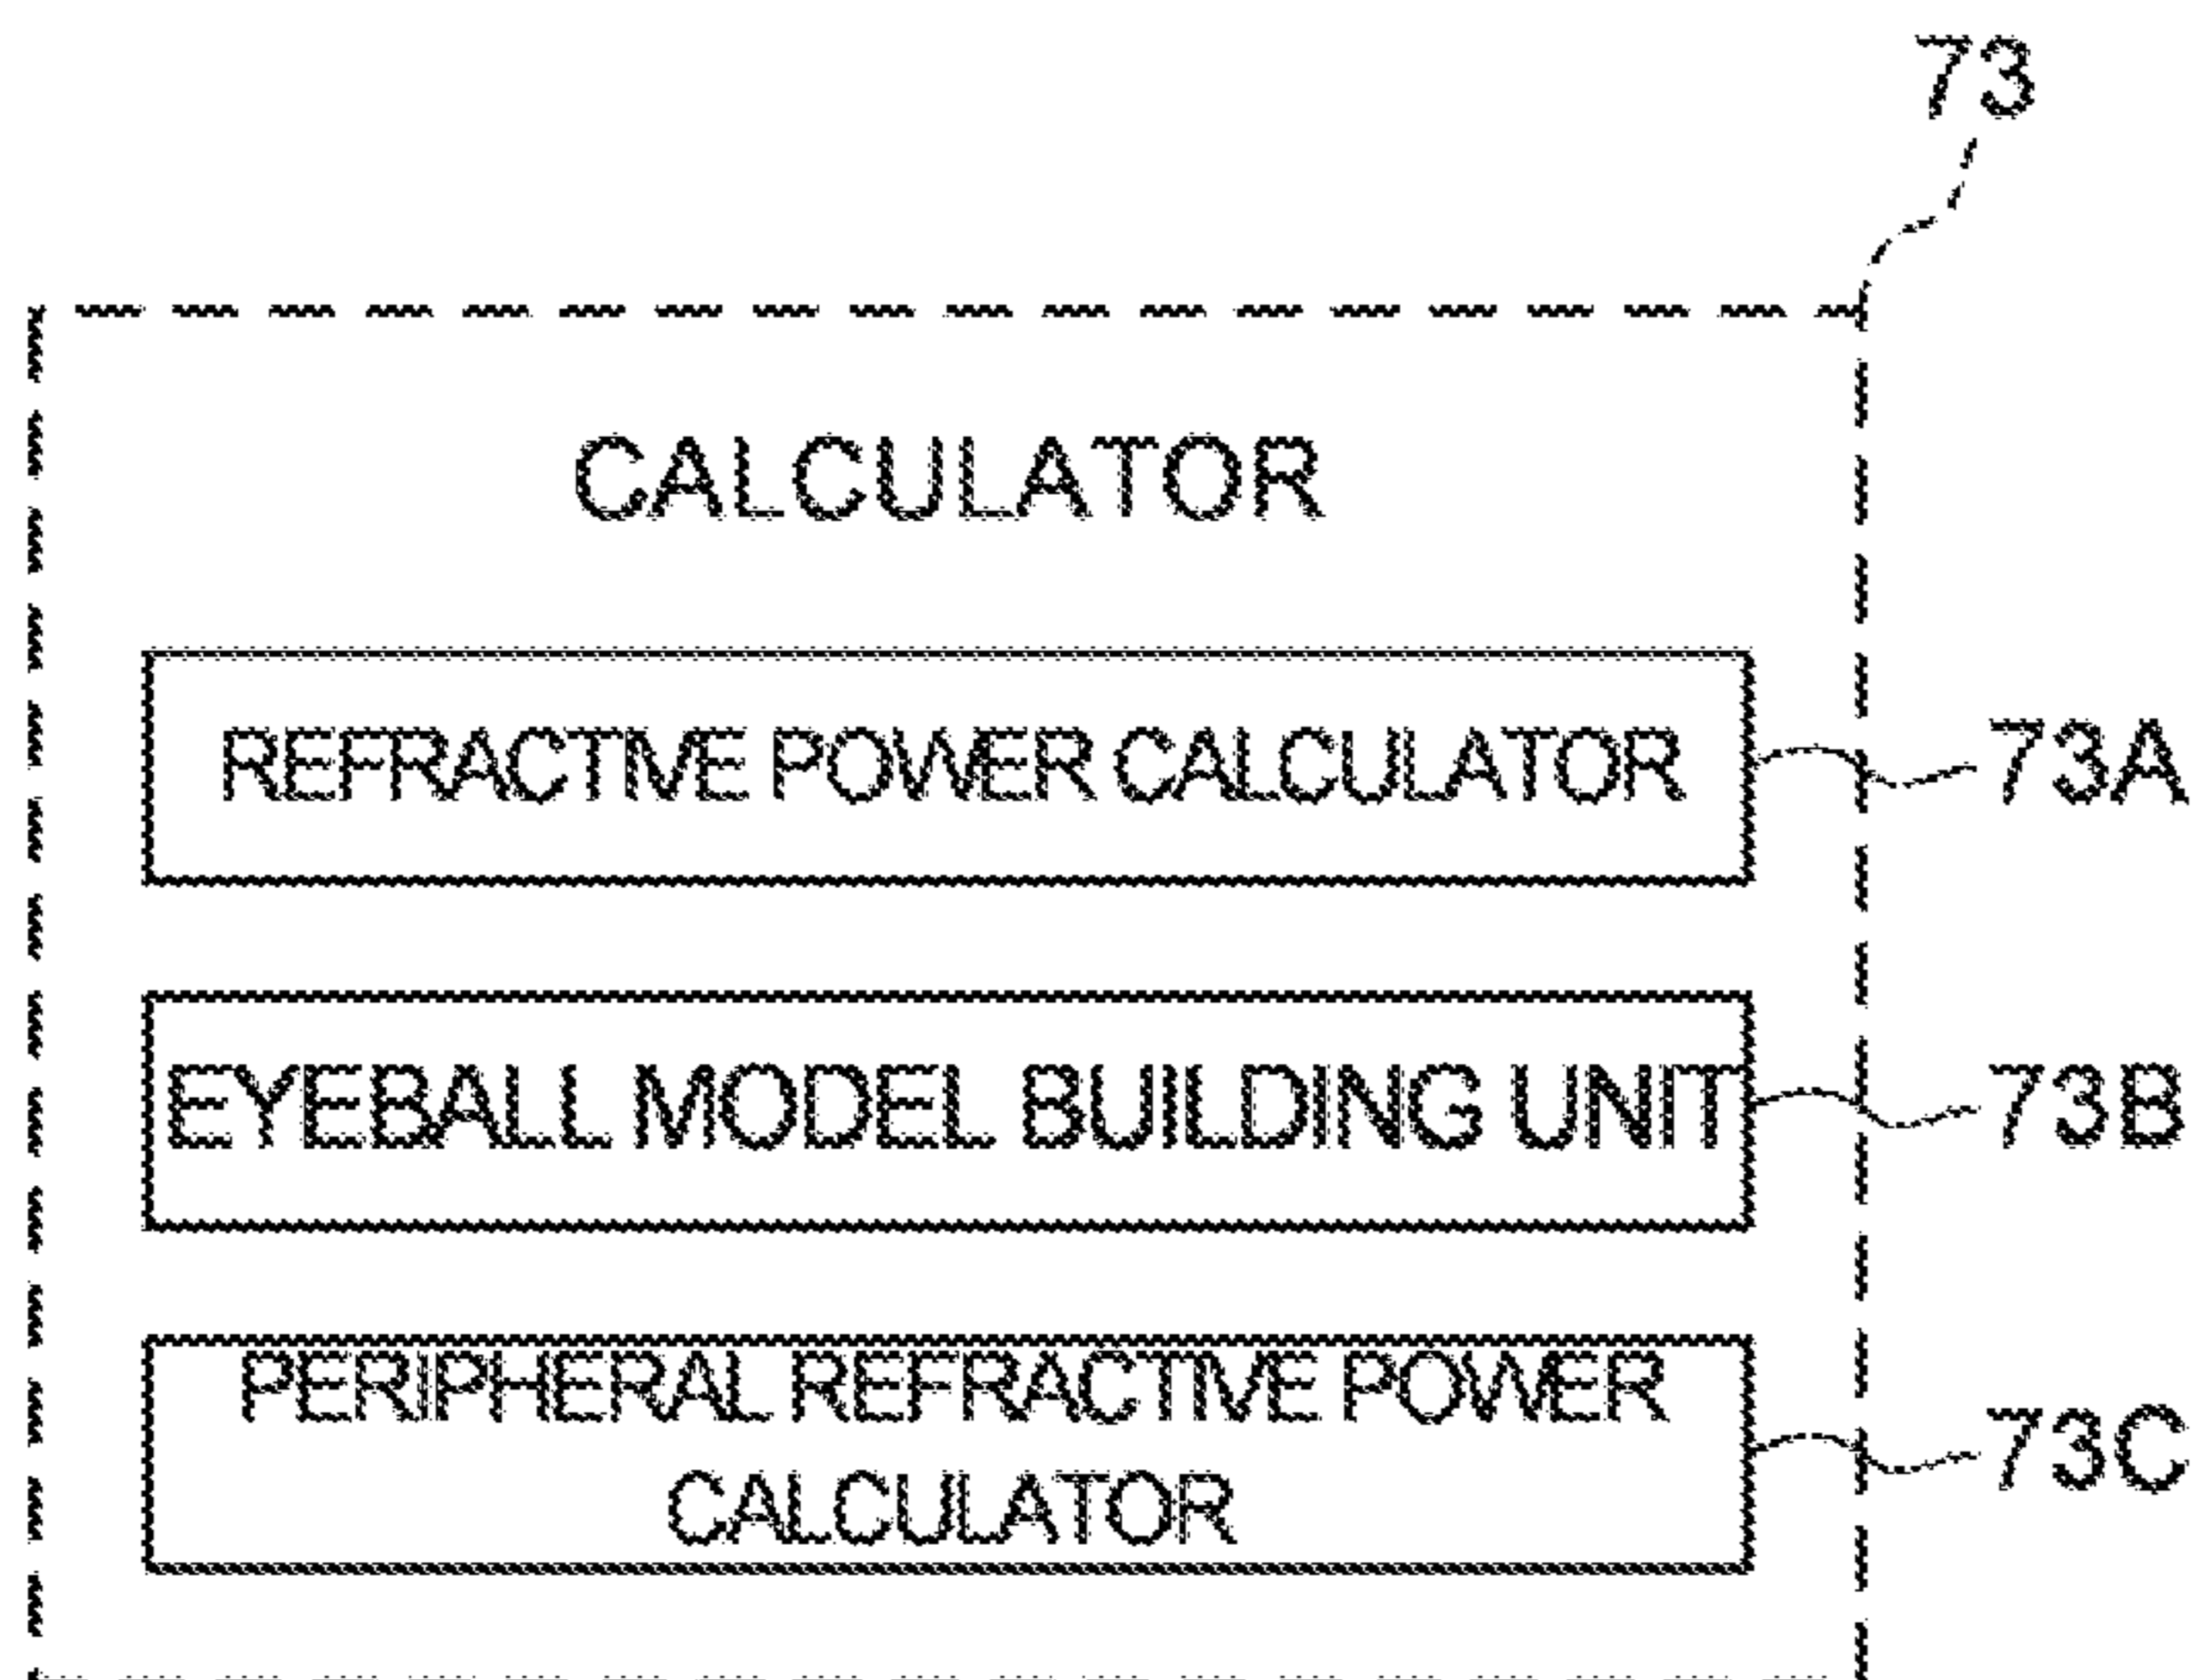 73
CALCULATOR
REFRACTIVE POWER CALCULATOR
73A
EYEBALL MODEL BUILDING UNIT
73B
PERIPHERAL REFRACTIVE POWER
CALCULATOR
73C